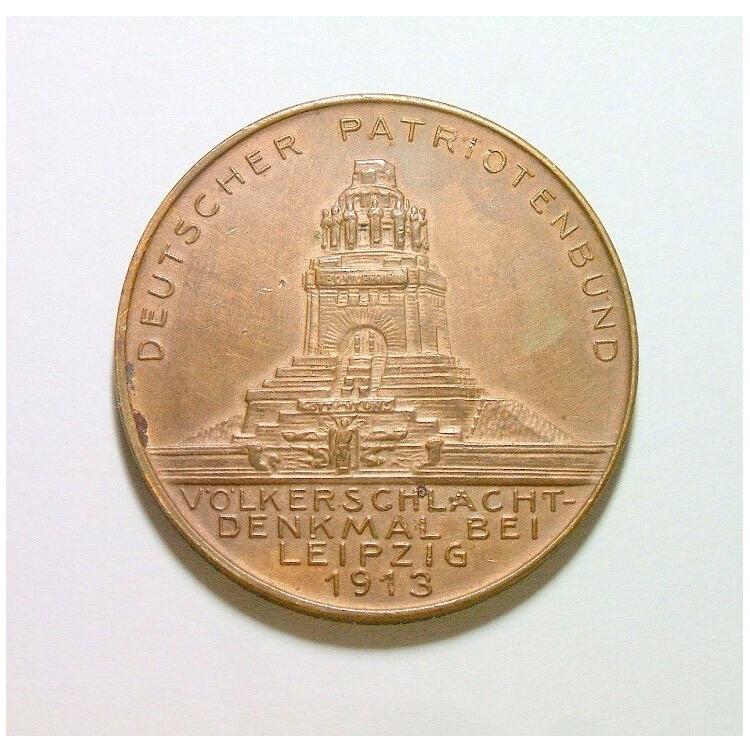 DEUTSCHER PATRIOTENBUND
VÖLKERSCHLACHT-
DENKMAL BEI
LEIPZIG
1913